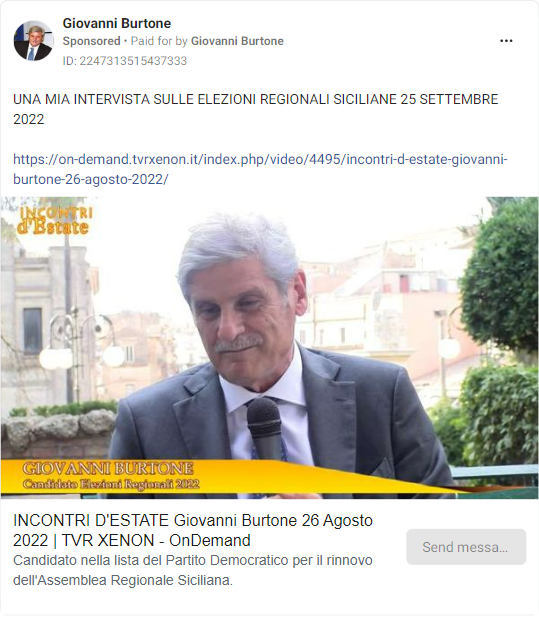 Giovanni Burtone
Sponsored • Paid for by Giovanni Burtone
ID: 2247313515437333
UNA MIA INTERVISTA SULLE ELEZIONI REGIONALI SICILIANE 25 SETTEMBRE
2022
https://on-demand.tvrxenon.it/index.php/video/4495/incontri-d-estate-giovanni-
burtone-26-agosto-2022/
INCONTRI
d'Estate
GIOVANNI BURTONE
Candidato Elezioni Regionali 2022
INCONTRI D'ESTATE Giovanni Burtone 26 Agosto
2022 | TVR XENON - OnDemand
Send messa...
Candidato nella lista del Partito Democratico per il rinnovo
dell'Assemblea Regionale Siciliana.